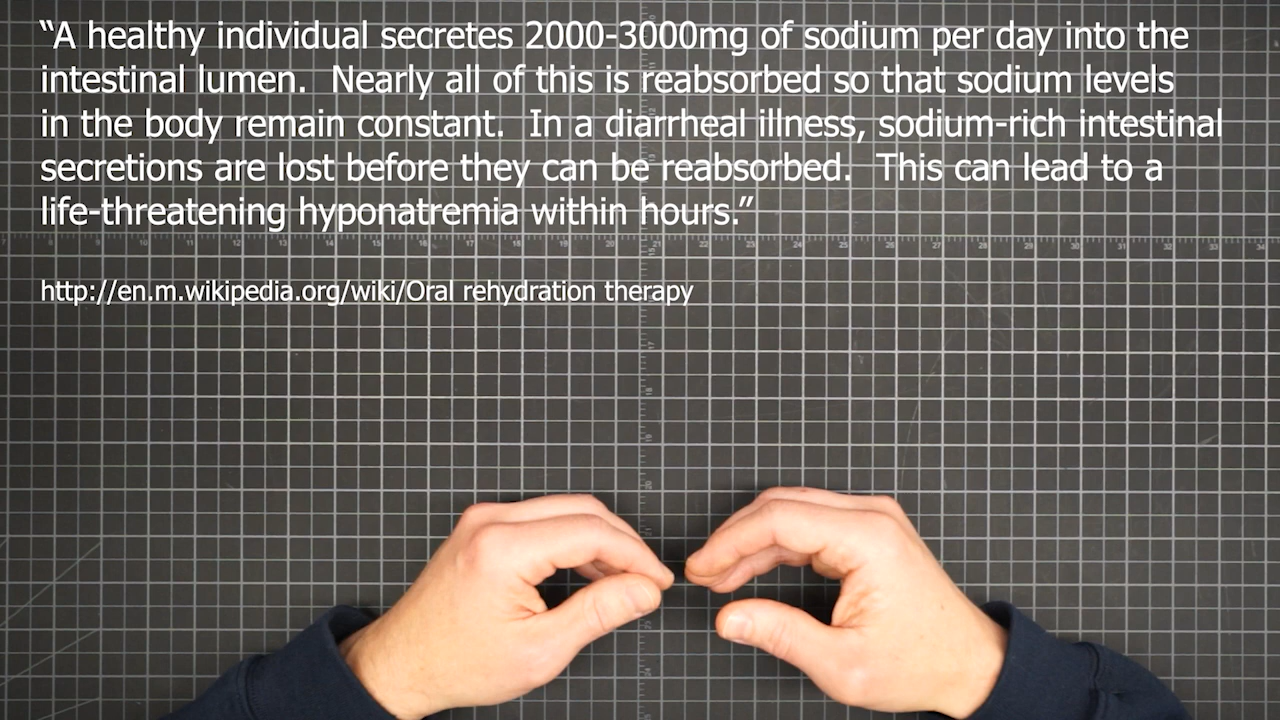 “A healthy individual secretes 2000-3000mg of sodium per day into the
intestinal lumen.  Nearly all of this is reabsorbed so that sodium levels
in the body remain constant.  In a diarrheal illness, sodium-rich intestinal
secretions are lost before they can be reabsorbed.  This can lead to a
life-threatening hyponatremia within hours.”
http://en.m.wikipedia.org/wiki/Oral rehydration therapy